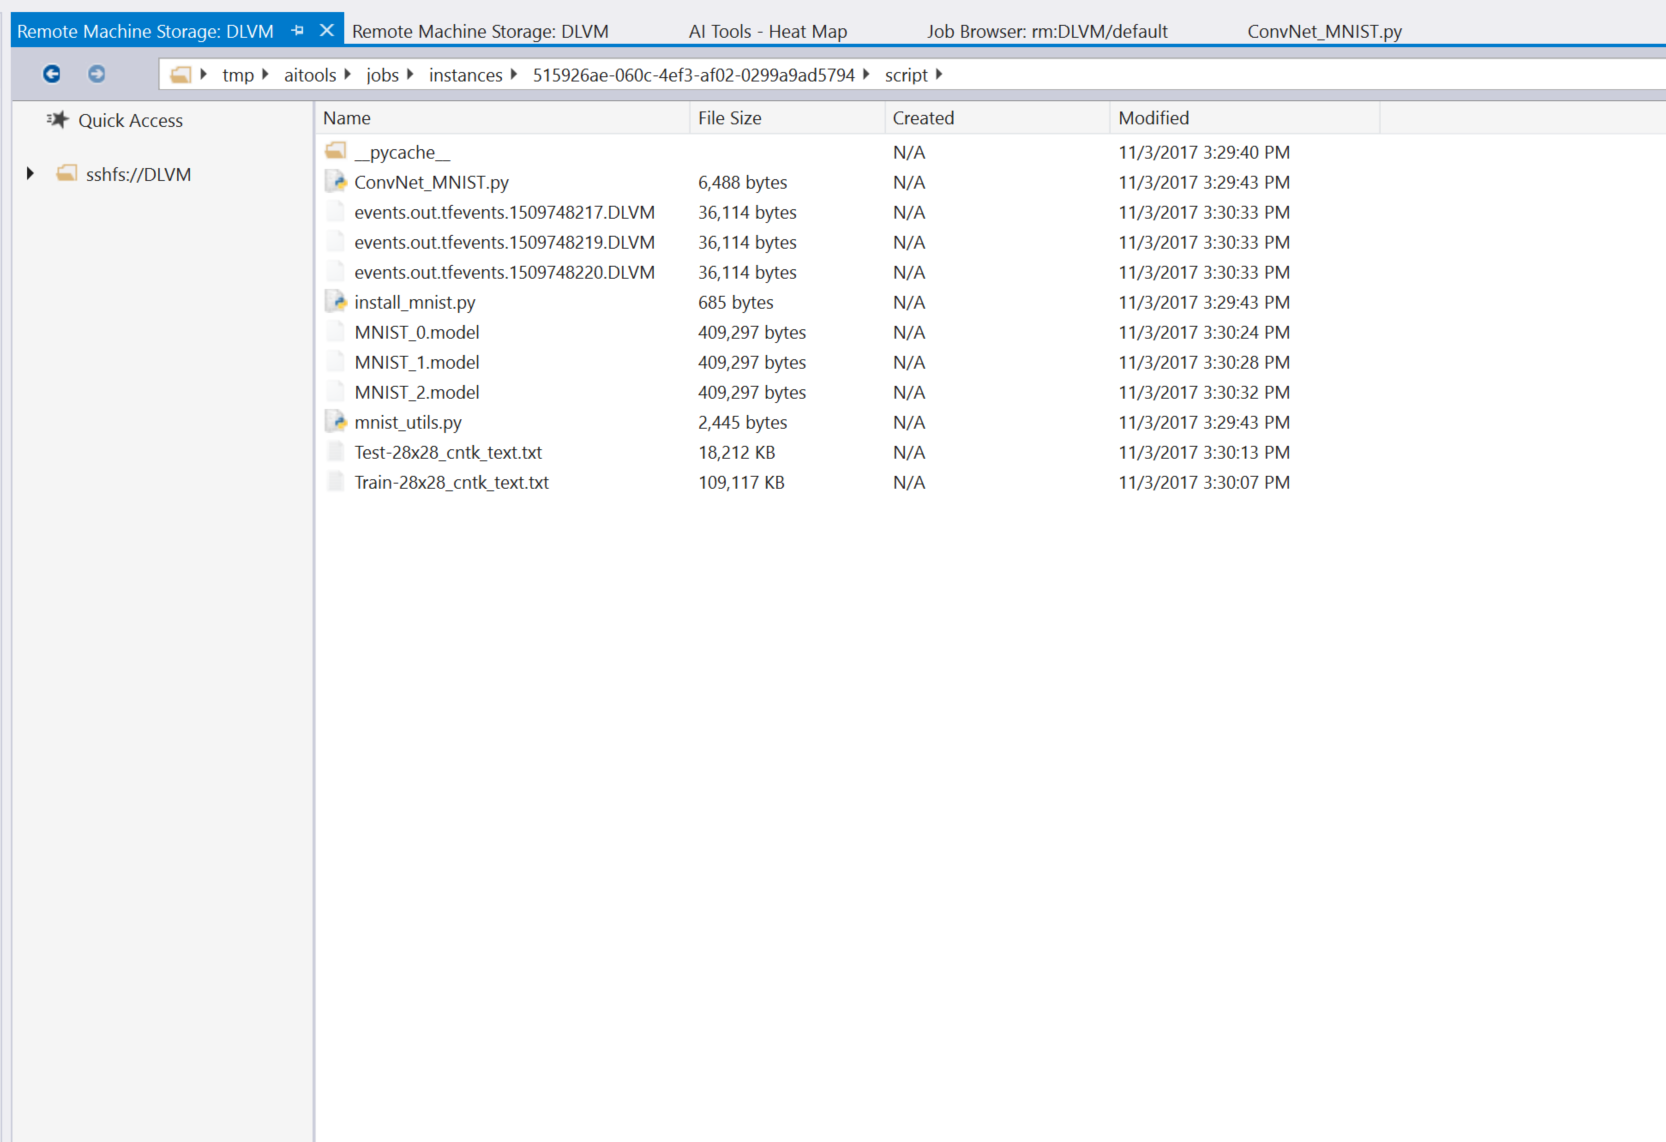 Remote Machine Storage: DLVM Remote Machine Storage: DLVM AI Tools - Heat Map Job Browser: rm:DLVM/default ConvNet_MNIST.py
tmp aitools jobs instances 515926ae-060c-4ef3-af02-0299a9ad5794 script
Quick Access
sshfs://DLVM
Name File Size Created Modified
__pycache__ N/A 11/3/2017 3:29:40 PM
ConvNet_MNIST.py 6,488 bytes N/A 11/3/2017 3:29:43 PM
events.out.tfevents.1509748217.DLVM 36,114 bytes N/A 11/3/2017 3:30:33 PM
events.out.tfevents.1509748219.DLVM 36,114 bytes N/A 11/3/2017 3:30:33 PM
events.out.tfevents.1509748220.DLVM 36,114 bytes N/A 11/3/2017 3:30:33 PM
install_mnist.py 685 bytes N/A 11/3/2017 3:29:43 PM
MNIST_0.model 409,297 bytes N/A 11/3/2017 3:30:24 PM
MNIST_1.model 409,297 bytes N/A 11/3/2017 3:30:28 PM
MNIST_2.model 409,297 bytes N/A 11/3/2017 3:30:32 PM
mnist_utils.py 2,445 bytes N/A 11/3/2017 3:29:43 PM
Test-28x28_cntk_text.txt 18,212 KB N/A 11/3/2017 3:30:13 PM
Train-28x28_cntk_text.txt 109,117 KB N/A 11/3/2017 3:30:07 PM